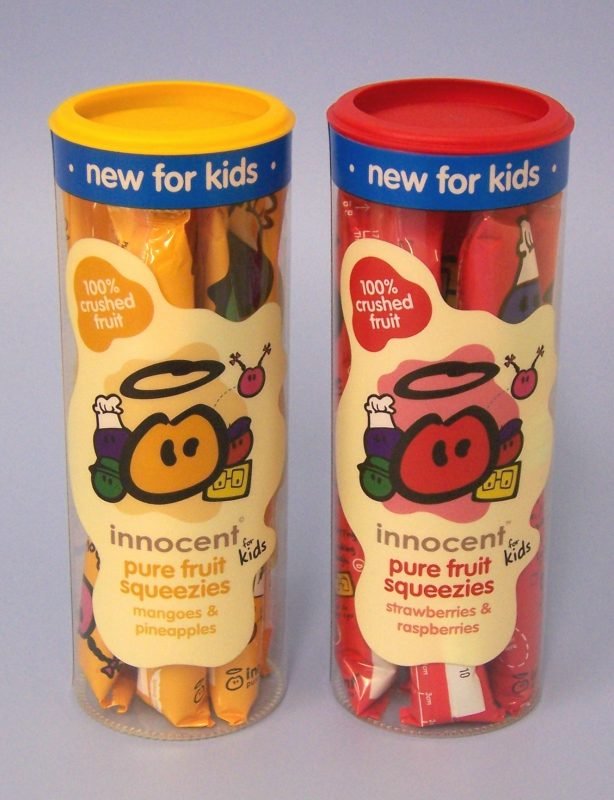 · new for kids ·
100%
crushed
fruit
innocent
for
kids
pure fruit
squeezies
mangoes &
pineapples
· new for kids ·
100%
crushed
fruit
innocent
for
kids
pure fruit
squeezies
strawberries &
raspberries
10